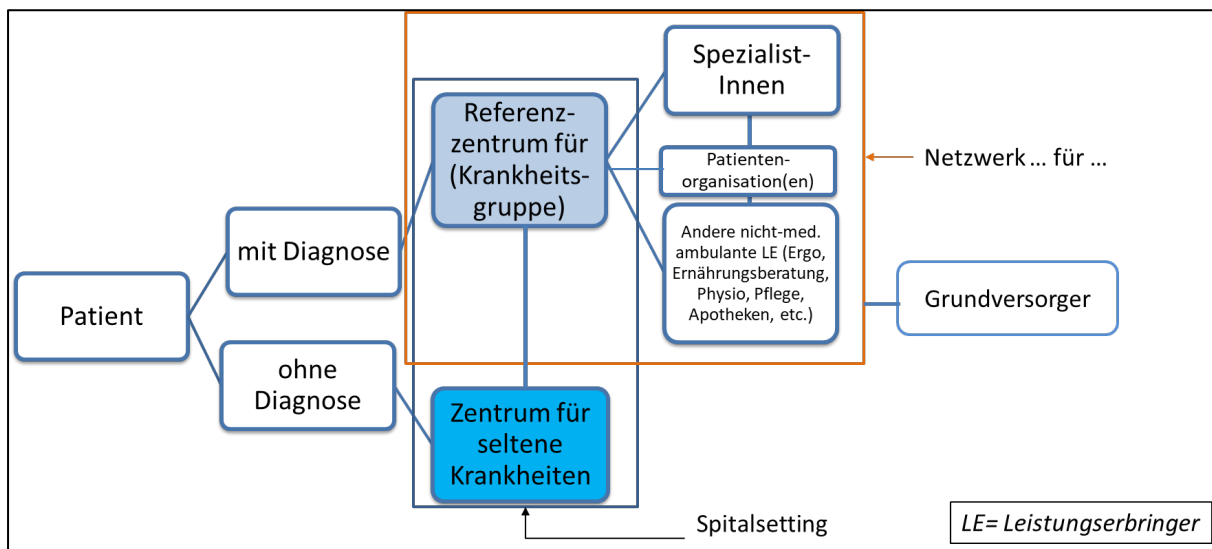 Patient
mit Diagnose
ohne
Diagnose
Referenz-
zentrum für
(Krankheits-
gruppe)
Zentrum für
seltene
Krankheiten
Spezialist-
Innen
Patienten-
organisation(en)
Andere nicht-med.
ambulante LE (Ergo,
Ernährungsberatung,
Physio, Pflege,
Apotheken, etc.)
Netzwerk ... für ...
Grundversorger
Spitalsetting
LE= Leistungserbringer